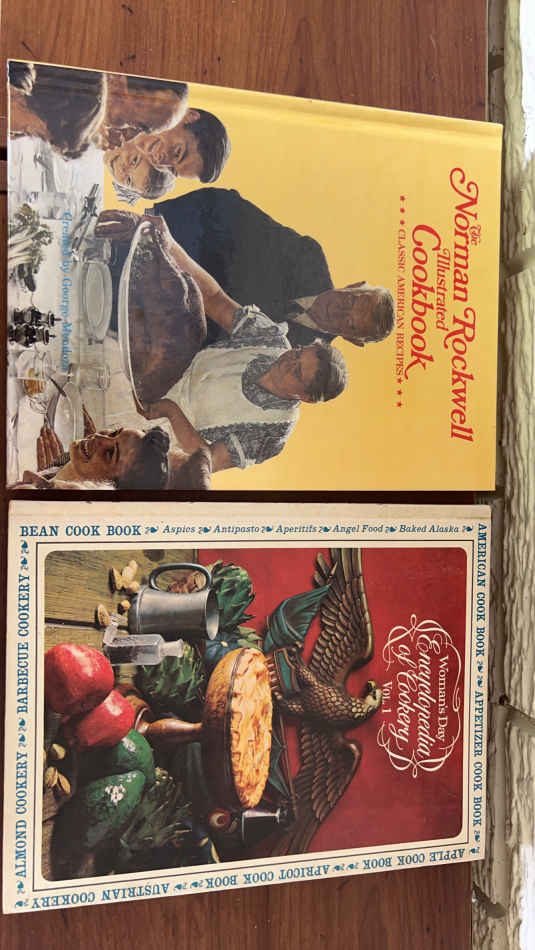 The
Norman Rockwell
Illustrated
Cookbook
★ ★ ★ CLASSIC AMERICAN RECIPES ★ ★ ★
Created by George Mendoza
AMERICAN COOK BOOK ❧ APPETIZER COOK BOOK ❧
APPLE COOK BOOK ❧ APRICOT COOK BOOK ❧ AUSTRIAN COOKERY
ALMOND COOKERY ❧ BARBECUE COOKERY ❧
BEAN COOK BOOK ❧ Aspics ❧ Antipasto ❧ Aperitifs ❧ Angel Food ❧ Baked Alaska ❧
Woman's Day
Encyclopedia
of Cookery
VOL. 1